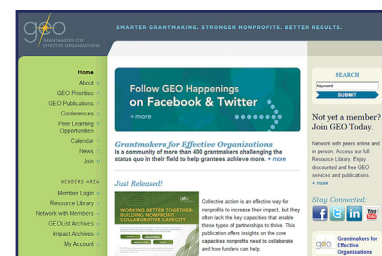 geo
GRANTMAKERS FOR
EFFECTIVE ORGANIZATIONS
SMARTER GRANTMAKING. STRONGER NONPROFITS. BETTER RESULTS.
Home
About
GEO Priorities
GEO Publications
Conferences
Peer Learning
Opportunities
Calendar
News
Join
MEMBERS AREA
Member Login
Resource Library
Network with Members
GEOList Archives
Impact Archives
My Account
Follow GEO Happenings
on Facebook & Twitter
+ more
Grantmakers for Effective Organizations
is a community of more than 400 grantmakers challenging the
status quo in their field to help grantees achieve more. + more
Just Released!
WORKING BETTER TOGETHER:
BUILDING NONPROFIT
COLLABORATIVE CAPACITY
Collective action is an effective way for
nonprofits to increase their impact, but they
often lack the key capacities that enable
these types of partnerships to thrive. This
publication offers insights on the core
capacities nonprofits need to collaborate
and how funders can help.
SEARCH
Keyword
SUBMIT
Not yet a member?
Join GEO Today.
Network with peers online and
in person. Access our full
Resource Library. Enjoy
discounted and free GEO
services and publications.
+ more
Stay Connected:
f
in
You
geo
Grantmakers for
Effective
Organizations